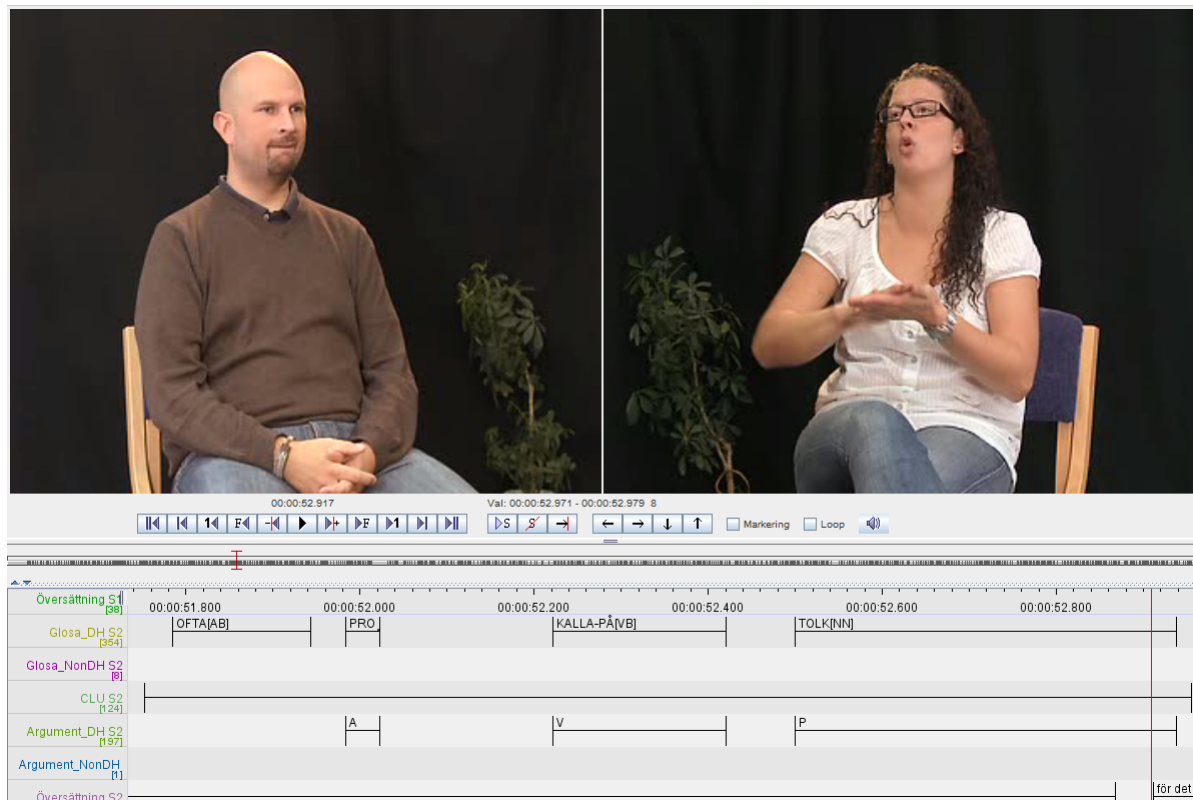 00:00:52.917
Val: 00:00:52.971 - 00:00:52.979 8
1 F + F 1 S S Markering Loop
Översättning S1
[38]
00:00:51.800 00:00:52.000 00:00:52.200 00:00:52.400 00:00:52.600 00:00:52.800
Glosa_DH S2
[354]
OFTA[AB] PRO KALLA-PÅ[VB] TOLK[NN]
Glosa_NonDH S2
[8]
CLU S2
[124]
Argument_DH S2
[197]
A V P
Argument_NonDH
[1]
Översättning S2
för det